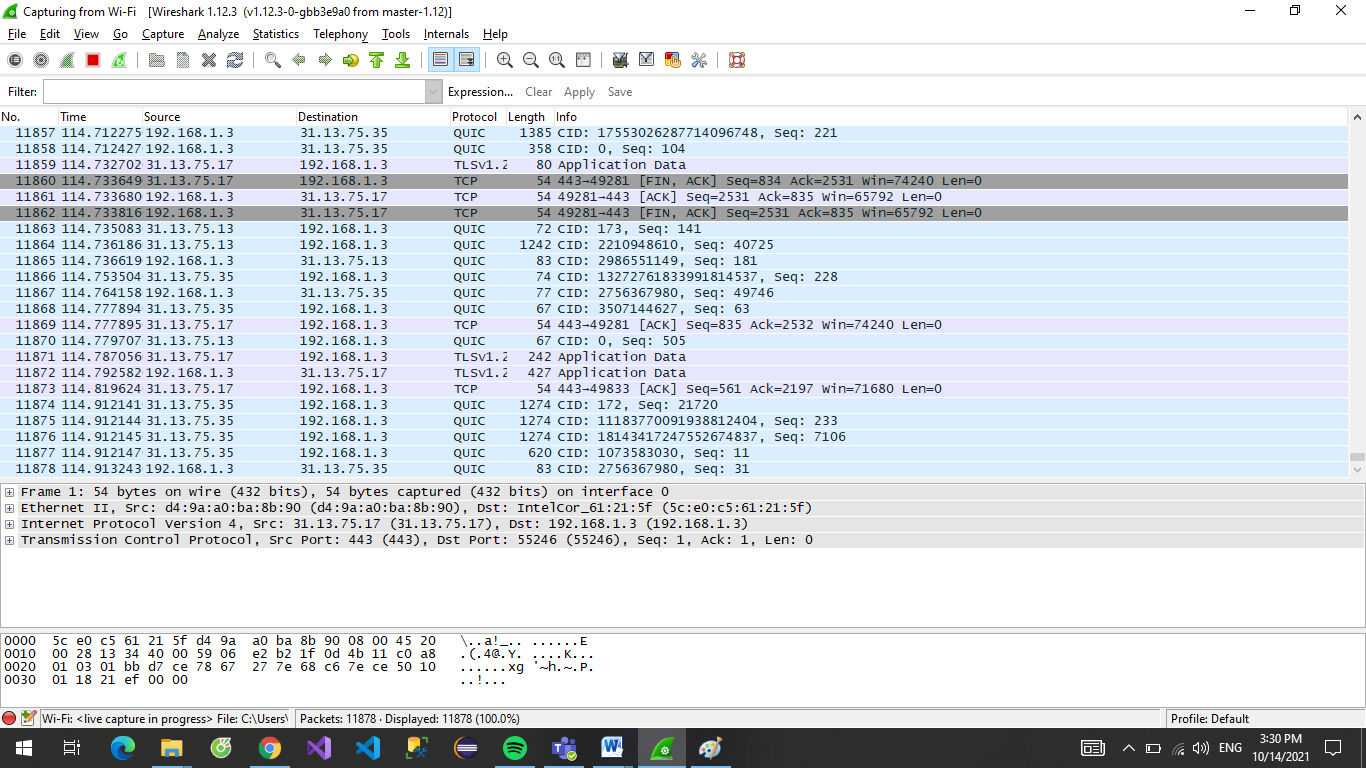 Capturing from Wi-Fi [Wireshark 1.12.3 (v1.12.3-0-gbb3e9a0 from master-1.12)]
File Edit View Go Capture Analyze Statistics Telephony Tools Internals Help
Filter: Expression... Clear Apply Save
No. Time Source Destination Protocol Length Info
11857 114.712275 192.168.1.3 31.13.75.35 QUIC 1385 CID: 17553026287714096748, Seq: 221
11858 114.712427 192.168.1.3 31.13.75.35 QUIC 358 CID: 0, Seq: 104
11859 114.732702 31.13.75.17 192.168.1.3 TLSv1.2 80 Application Data
11860 114.733649 31.13.75.17 192.168.1.3 TCP 54 443→49281 [FIN, ACK] Seq=834 Ack=2531 Win=74240 Len=0
11861 114.733680 192.168.1.3 31.13.75.17 TCP 54 49281→443 [ACK] Seq=2531 Ack=835 Win=65792 Len=0
11862 114.733816 192.168.1.3 31.13.75.17 TCP 54 49281→443 [FIN, ACK] Seq=2531 Ack=835 Win=65792 Len=0
11863 114.735083 31.13.75.13 192.168.1.3 QUIC 72 CID: 173, Seq: 141
11864 114.736186 31.13.75.13 192.168.1.3 QUIC 1242 CID: 2210948610, Seq: 40725
11865 114.736619 192.168.1.3 31.13.75.13 QUIC 83 CID: 2986551149, Seq: 181
11866 114.753504 31.13.75.35 192.168.1.3 QUIC 74 CID: 13272761833991814537, Seq: 228
11867 114.764158 192.168.1.3 31.13.75.35 QUIC 77 CID: 2756367980, Seq: 49746
11868 114.777894 31.13.75.35 192.168.1.3 QUIC 67 CID: 3507144627, Seq: 63
11869 114.777895 31.13.75.17 192.168.1.3 TCP 54 443→49281 [ACK] Seq=835 Ack=2532 Win=74240 Len=0
11870 114.779707 31.13.75.13 192.168.1.3 QUIC 67 CID: 0, Seq: 505
11871 114.787056 31.13.75.17 192.168.1.3 TLSv1.2 242 Application Data
11872 114.792582 192.168.1.3 31.13.75.17 TLSv1.2 427 Application Data
11873 114.819624 31.13.75.17 192.168.1.3 TCP 54 443→49833 [ACK] Seq=561 Ack=2197 Win=71680 Len=0
11874 114.912141 31.13.75.35 192.168.1.3 QUIC 1274 CID: 172, Seq: 21720
11875 114.912144 31.13.75.35 192.168.1.3 QUIC 1274 CID: 11183770091938812404, Seq: 233
11876 114.912145 31.13.75.35 192.168.1.3 QUIC 1274 CID: 18143417247552674837, Seq: 7106
11877 114.912147 31.13.75.35 192.168.1.3 QUIC 620 CID: 1073583030, Seq: 11
11878 114.913243 192.168.1.3 31.13.75.35 QUIC 83 CID: 2756367980, Seq: 31
Frame 1: 54 bytes on wire (432 bits), 54 bytes captured (432 bits) on interface 0
Ethernet II, Src: d4:9a:a0:ba:8b:90 (d4:9a:a0:ba:8b:90), Dst: IntelCor_61:21:5f (5c:e0:c5:61:21:5f)
Internet Protocol Version 4, Src: 31.13.75.17 (31.13.75.17), Dst: 192.168.1.3 (192.168.1.3)
Transmission Control Protocol, Src Port: 443 (443), Dst Port: 55246 (55246), Seq: 1, Ack: 1, Len: 0
0000 5c e0 c5 61 21 5f d4 9a a0 ba 8b 90 08 00 45 20 \..a!_.. ......E
0010 00 28 13 34 40 00 59 06 e2 b2 1f 0d 4b 11 c0 a8 .(.4@.Y. ....K...
0020 01 03 01 bb d7 ce 78 67 27 7e 68 c6 7e ce 50 10 ......xg '~h.~.P.
0030 01 18 21 ef 00 00 ..!...
Wi-Fi: <live capture in progress> File: C:\Users\ Packets: 11878 · Displayed: 11878 (100.0%) Profile: Default
ENG 3:30 PM
10/14/2021